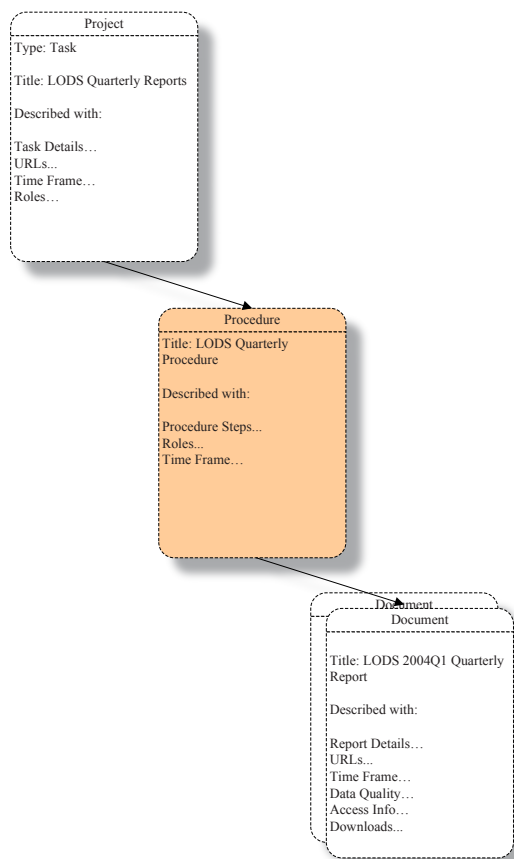 Project
Type: Task
Title: LODS Quarterly Reports
Described with:
Task Details…
URLs...
Time Frame…
Roles…
Procedure
Title: LODS Quarterly
Procedure
Described with:
Procedure Steps...
Roles...
Time Frame…
Document
Document
Title: LODS 2004Q1 Quarterly
Report
Described with:
Report Details…
URLs...
Time Frame…
Data Quality…
Access Info…
Downloads...